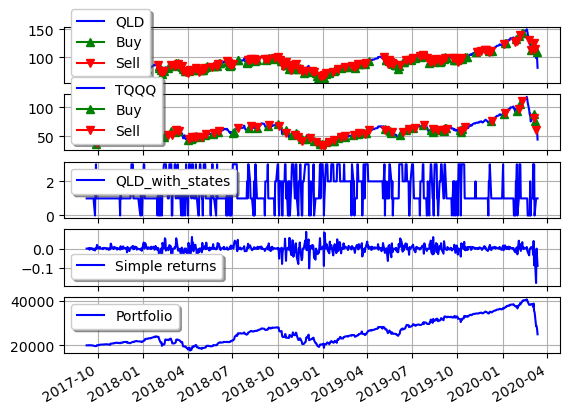 150
QLD
Buy
100
Sell
TQQQ
100
Buy
Sell
50
2
QLD_with_states
0
0.0
Simple returns
−0.1
40000
Portfolio
20000
2017-10 2018-01 2018-04 2018-07 2018-10 2019-01 2019-04 2019-07 2019-10 2020-01 2020-04